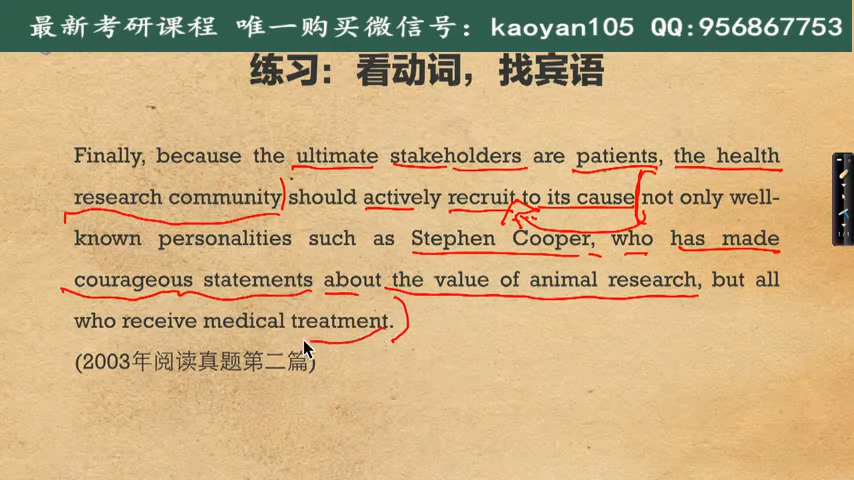 最新考研课程 唯一购买微信号：kaoyan105 QQ:956867753
练习：看动词，找宾语
Finally, because the ultimate stakeholders are patients, the health
research community should actively recruit to its cause not only well-
known personalities such as Stephen Cooper, who has made
courageous statements about the value of animal research, but all
who receive medical treatment.
(2003年阅读真题第二篇)